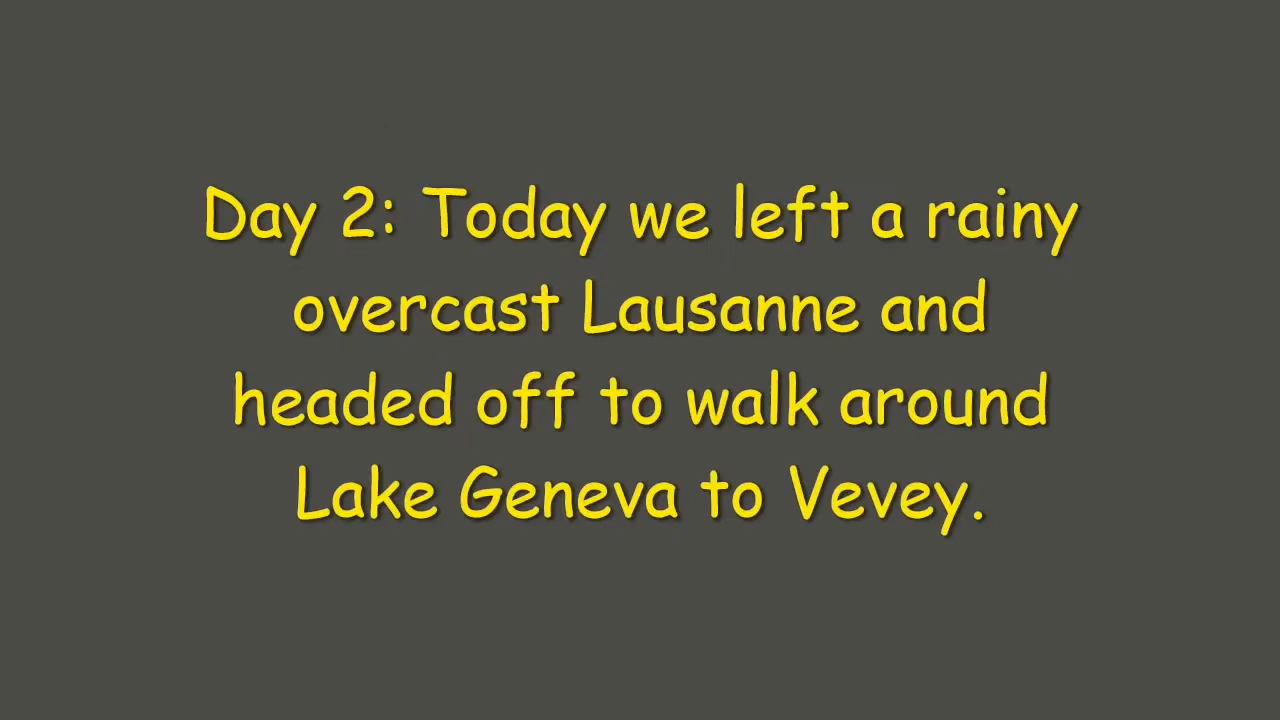 Day 2: Today we left a rainy
overcast Lausanne and
headed off to walk around
Lake Geneva to Vevey.